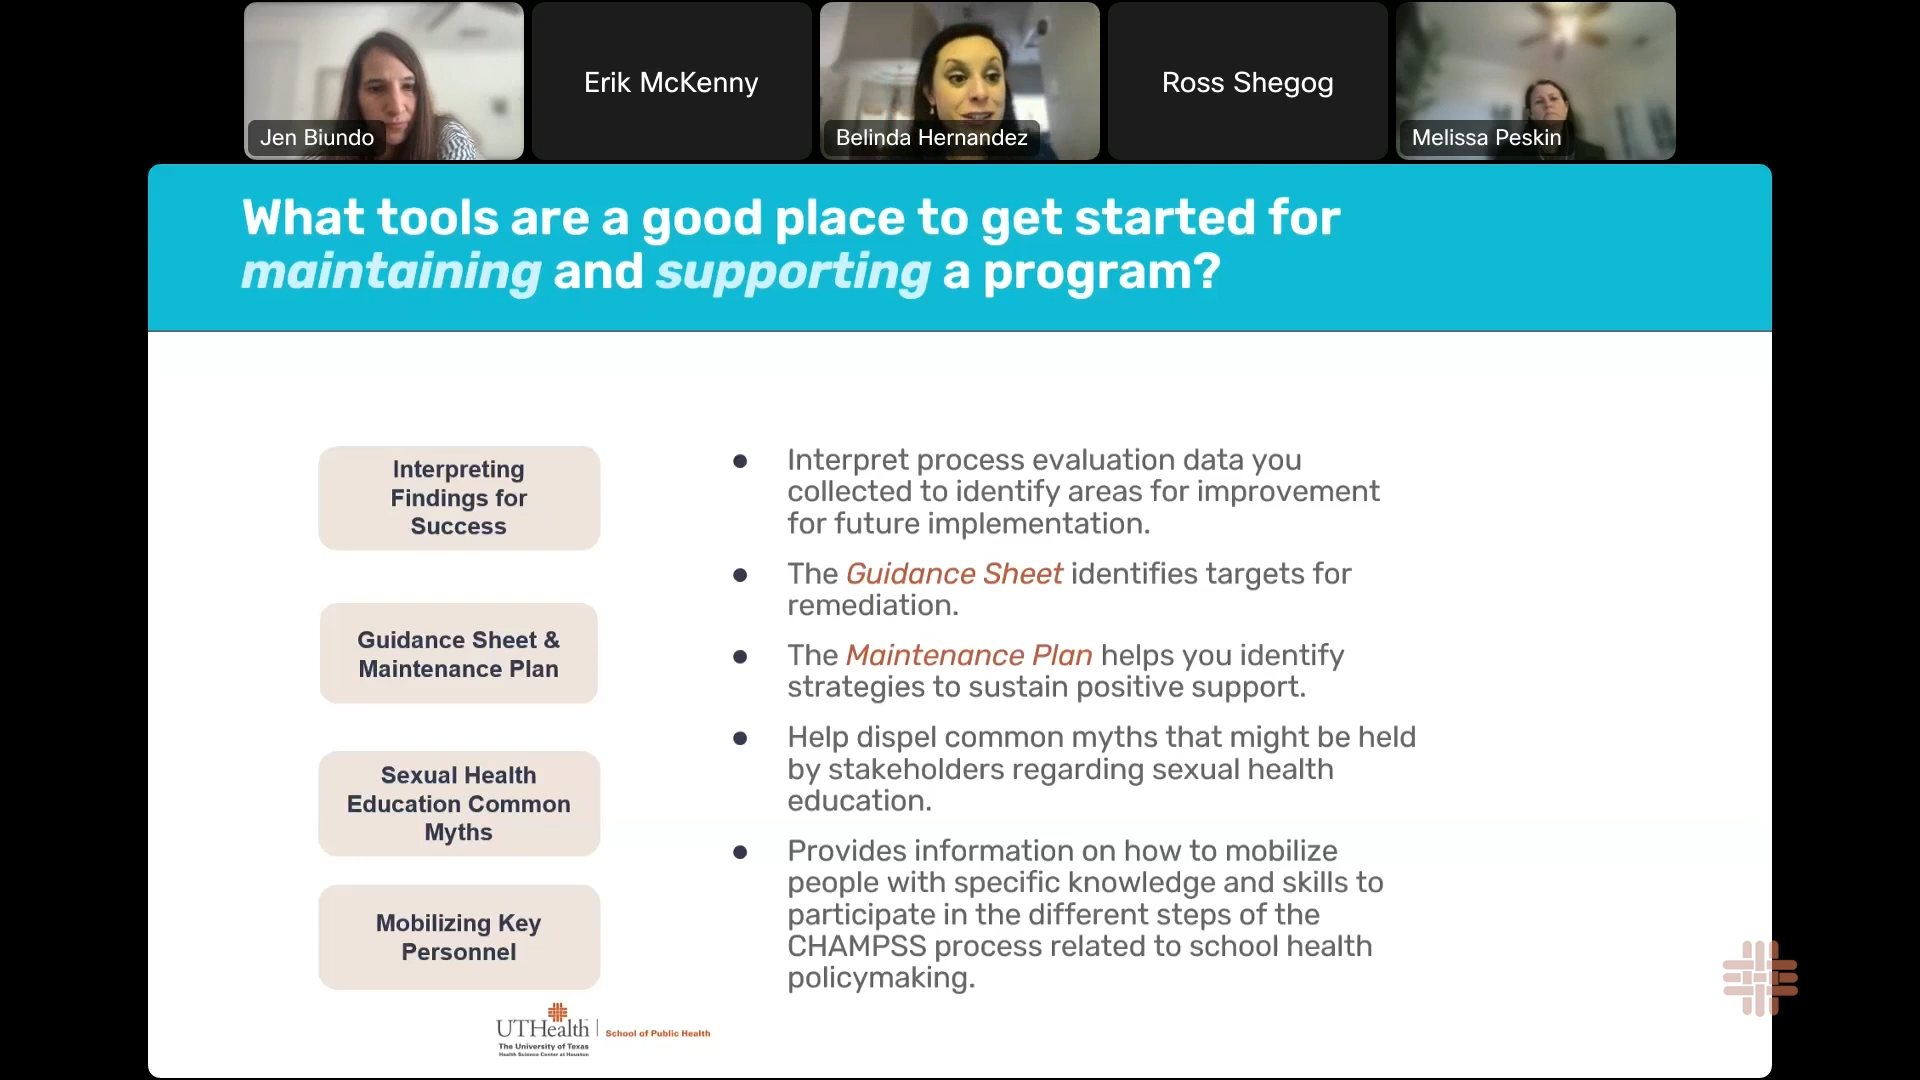 Jen Biundo
Erik McKenny
Belinda Hernandez
Ross Shegog
Melissa Peskin
What tools are a good place to get started for
maintaining and supporting a program?
Interpreting
Findings for
Success
Guidance Sheet &
Maintenance Plan
Sexual Health
Education Common
Myths
Mobilizing Key
Personnel
● Interpret process evaluation data you
collected to identify areas for improvement
for future implementation.
● The Guidance Sheet identifies targets for
remediation.
● The Maintenance Plan helps you identify
strategies to sustain positive support.
● Help dispel common myths that might be held
by stakeholders regarding sexual health
education.
● Provides information on how to mobilize
people with specific knowledge and skills to
participate in the different steps of the
CHAMPSS process related to school health
policymaking.
UTHealth
The University of Texas
Health Science Center at Houston
School of Public Health